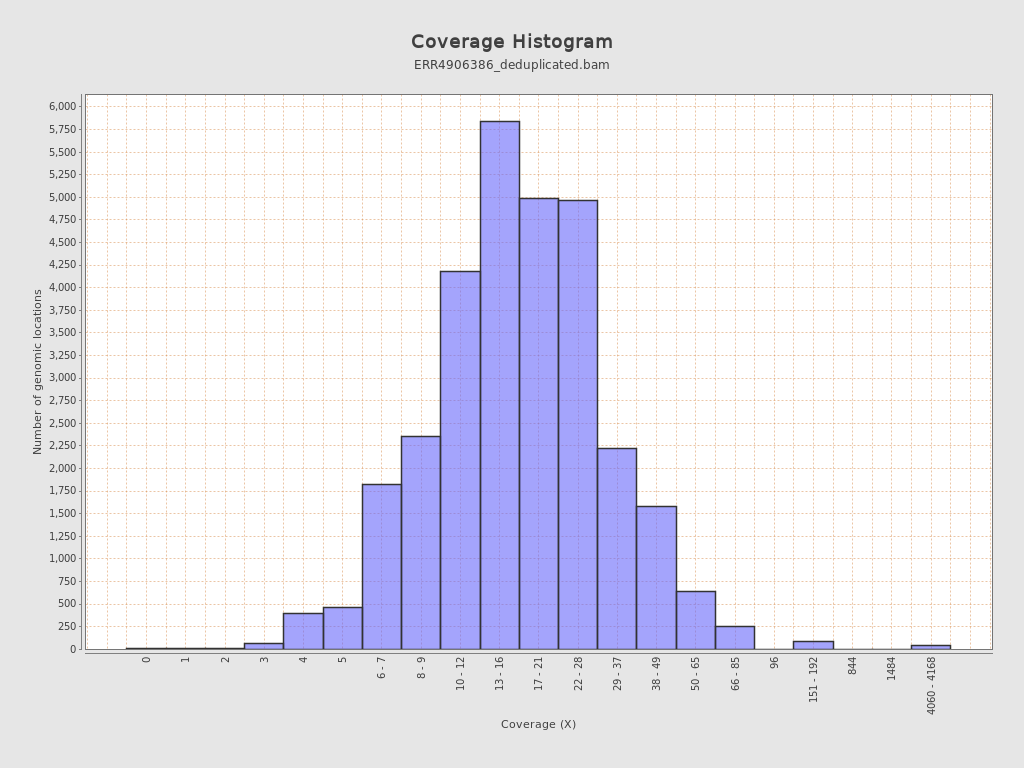 Coverage Histogram
ERR4906386_deduplicated.bam
Number of genomic locations
6,000
5,750
5,500
5,250
5,000
4,750
4,500
4,250
4,000
3,750
3,500
3,250
3,000
2,750
2,500
2,250
2,000
1,750
1,500
1,250
1,000
750
500
250
0
0
1
2
3
4
5
6 - 7
8 - 9
10 - 12
13 - 16
17 - 21
22 - 28
29 - 37
38 - 49
50 - 65
66 - 85
96
151 - 192
844
1484
4060 - 4168
Coverage (X)